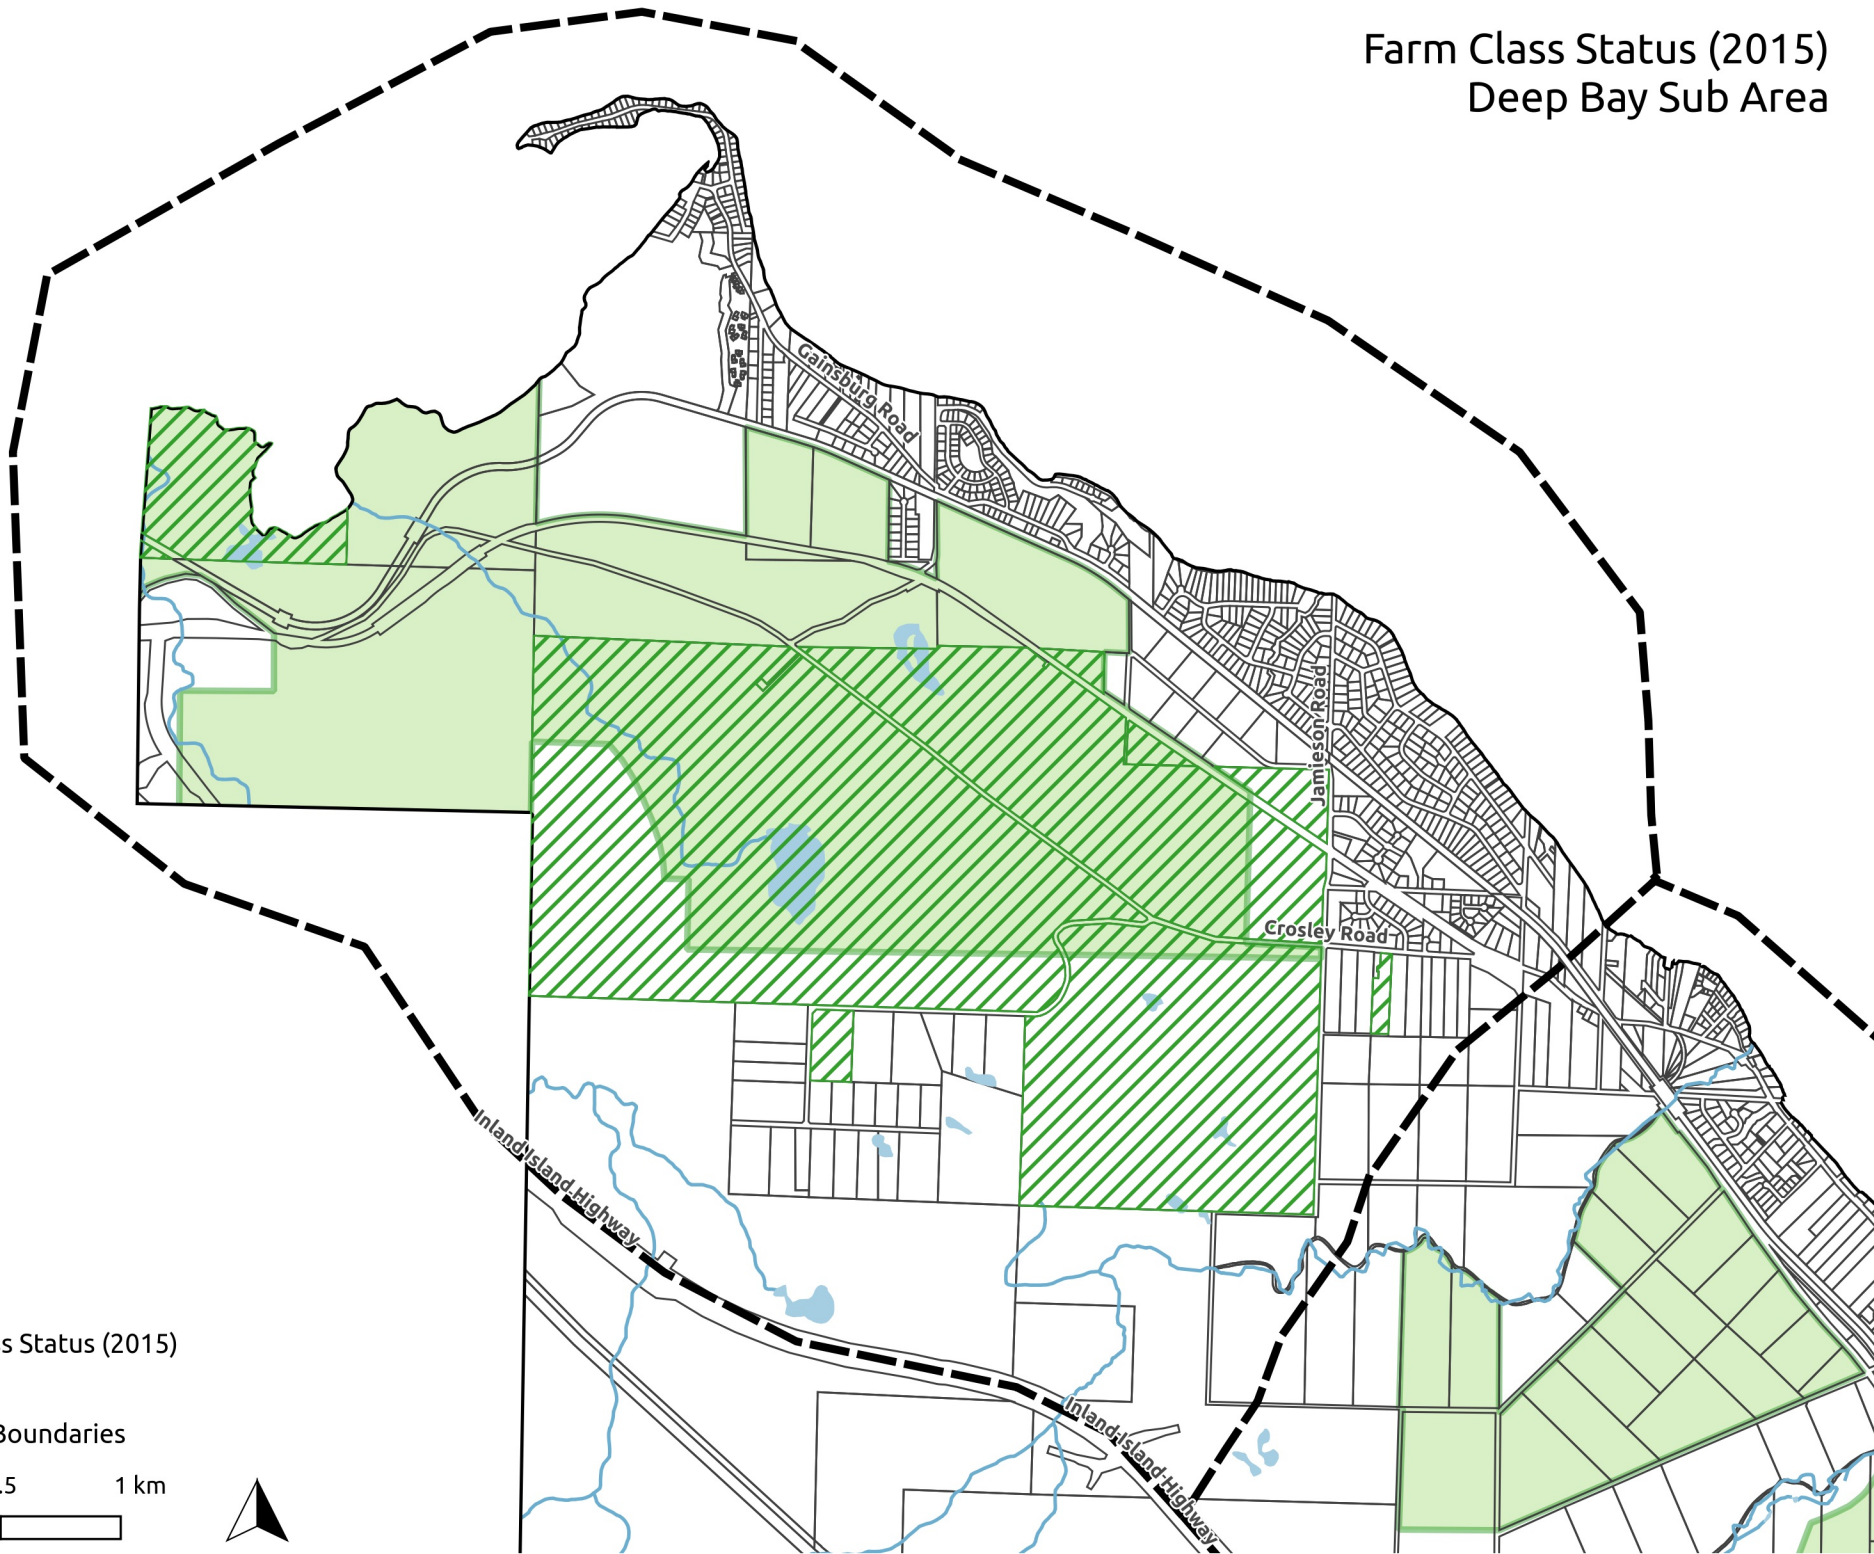 Farm Class Status (2015)
Deep Bay Sub Area
Gainsburg Road
Jamieson Road
Crosley Road
Inland-Island-Highway
Inland-Island-Highway
s Status (2015)
Boundaries
.5 1 km